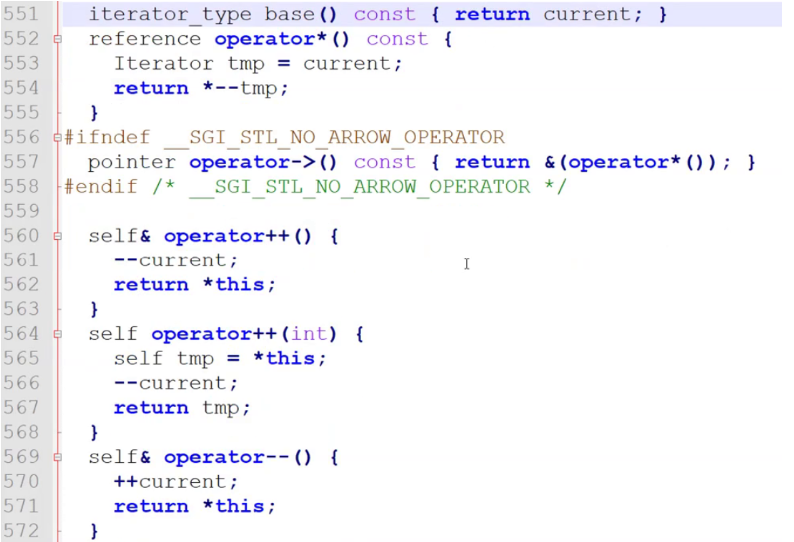 551 iterator_type base() const { return current; }
552 reference operator*() const {
553 Iterator tmp = current;
554 return *--tmp;
555 }
556 #ifndef __SGI_STL_NO_ARROW_OPERATOR
557 pointer operator->() const { return &(operator*()); }
558 #endif /* __SGI_STL_NO_ARROW_OPERATOR */
559
560 self& operator++() {
561 --current;
562 return *this;
563 }
564 self operator++(int) {
565 self tmp = *this;
566 --current;
567 return tmp;
568 }
569 self& operator--() {
570 ++current;
571 return *this;
572 }